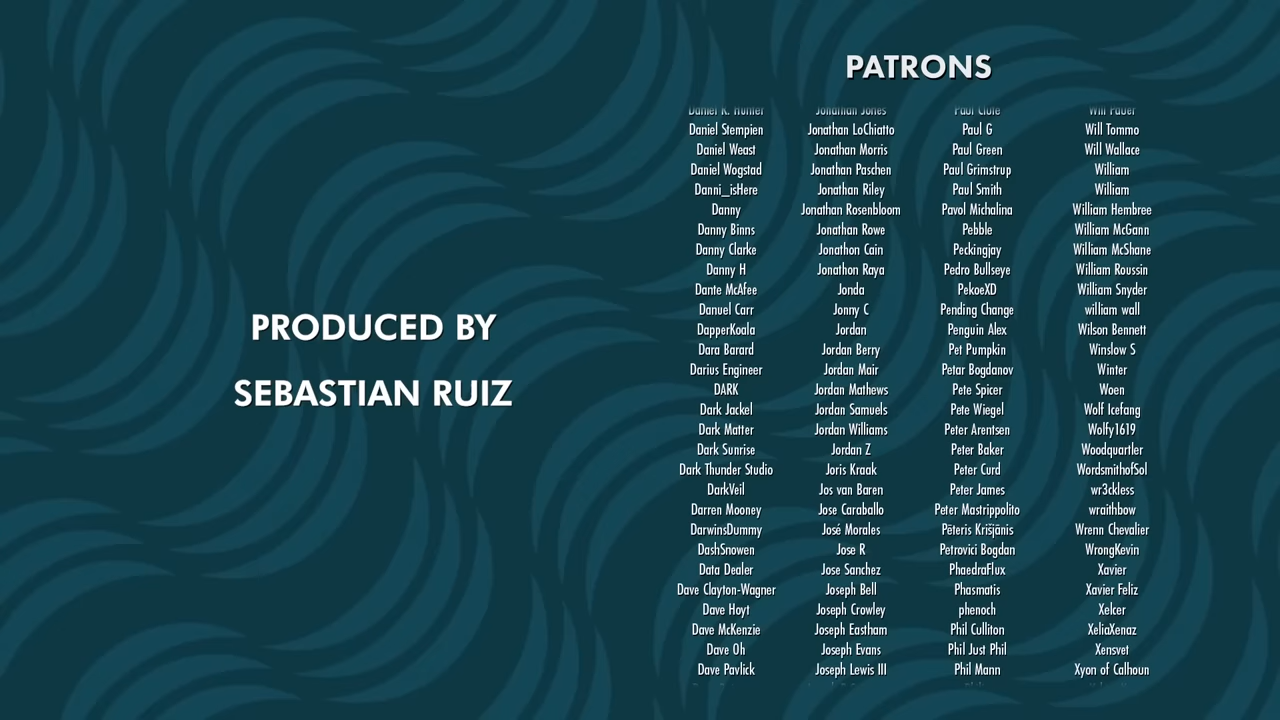 PRODUCED BY
SEBASTIAN RUIZ
PATRONS
Daniel K. Hunter
Daniel Stempien
Daniel Weast
Daniel Wogstad
Danni_isHere
Danny
Danny Binns
Danny Clarke
Danny H
Dante McAfee
Danuel Carr
DapperKoala
Dara Barard
Darius Engineer
DARK
Dark Jackel
Dark Matter
Dark Sunrise
Dark Thunder Studio
DarkVeil
Darren Mooney
DarwinsDummy
DashSnowen
Data Dealer
Dave Clayton-Wagner
Dave Hoyt
Dave McKenzie
Dave Oh
Dave Pavlick
Jonathan Jones
Jonathan LoChiatto
Jonathan Morris
Jonathan Paschen
Jonathan Riley
Jonathan Rosenbloom
Jonathan Rowe
Jonathon Cain
Jonathon Raya
Jonda
Jonny C
Jordan
Jordan Berry
Jordan Mair
Jordan Mathews
Jordan Samuels
Jordan Williams
Jordan Z
Joris Kraak
Jos van Baren
Jose Caraballo
José Morales
Jose R
Jose Sanchez
Joseph Bell
Joseph Crowley
Joseph Eastham
Joseph Evans
Joseph Lewis III
Paul Clute
Paul G
Paul Green
Paul Grimstrup
Paul Smith
Pavol Michalina
Pebble
Peckingjay
Pedro Bullseye
PekoeXD
Pending Change
Penguin Alex
Pet Pumpkin
Petar Bogdanov
Pete Spicer
Pete Wiegel
Peter Arentsen
Peter Baker
Peter Curd
Peter James
Peter Mastrippolito
Pēteris Krišjānis
Petrovici Bogdan
PhaedraFlux
Phasmatis
phenoch
Phil Culliton
Phil Just Phil
Phil Mann
Will
Will Tommo
Will Wallace
William
William
William Hembree
William McGann
William McShane
William Roussin
William Snyder
william wall
Wilson Bennett
Winslow S
Winter
Woen
Wolf Icefang
Wolfy1619
Woodquartler
WordsmithofSol
wr3ckless
wraithbow
Wrenn Chevalier
WrongKevin
Xavier
Xavier Feliz
Xelcer
XeliaXenaz
Xensvet
Xyon of Calhoun